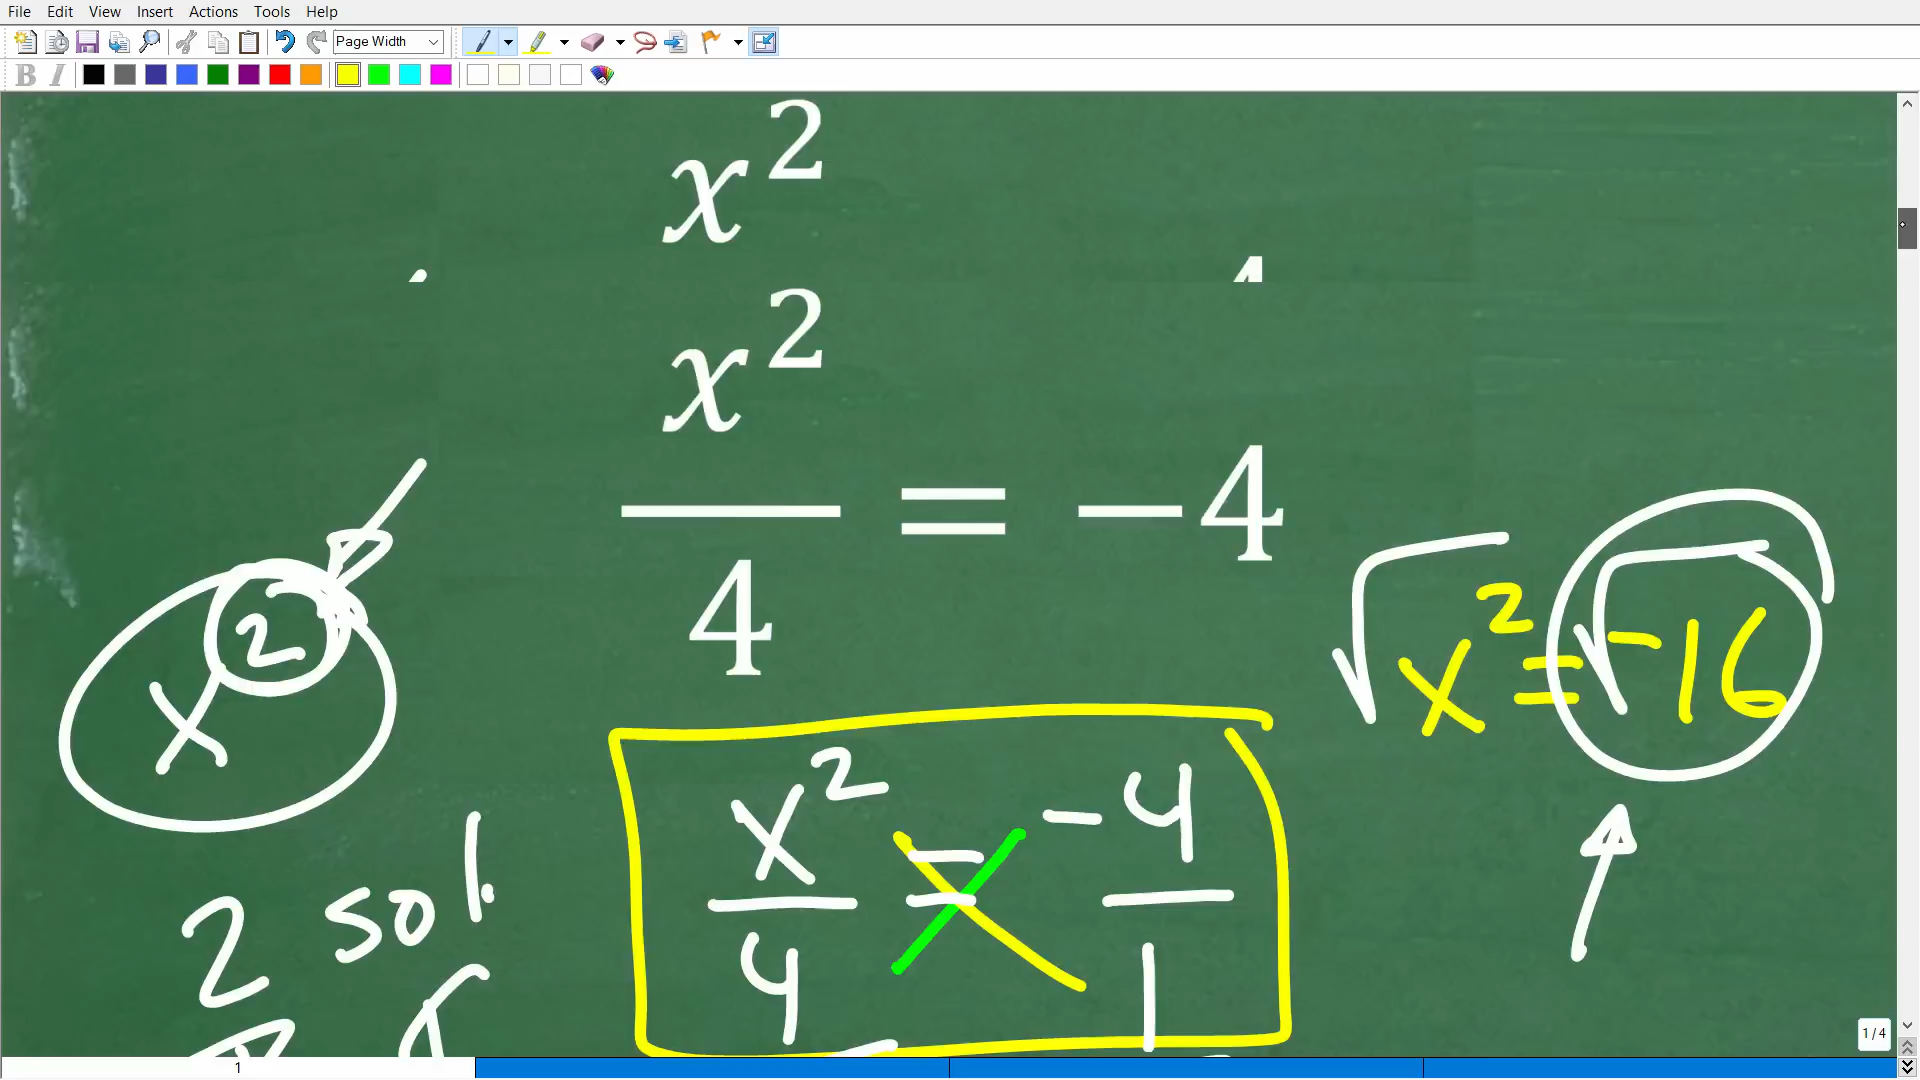 File Edit View Insert Actions Tools Help
Page Width
B I
x²
x²
— = −4
4
x²
2
√x² = √-16
x² = -4
4 1
2 sol
1 / 4
1